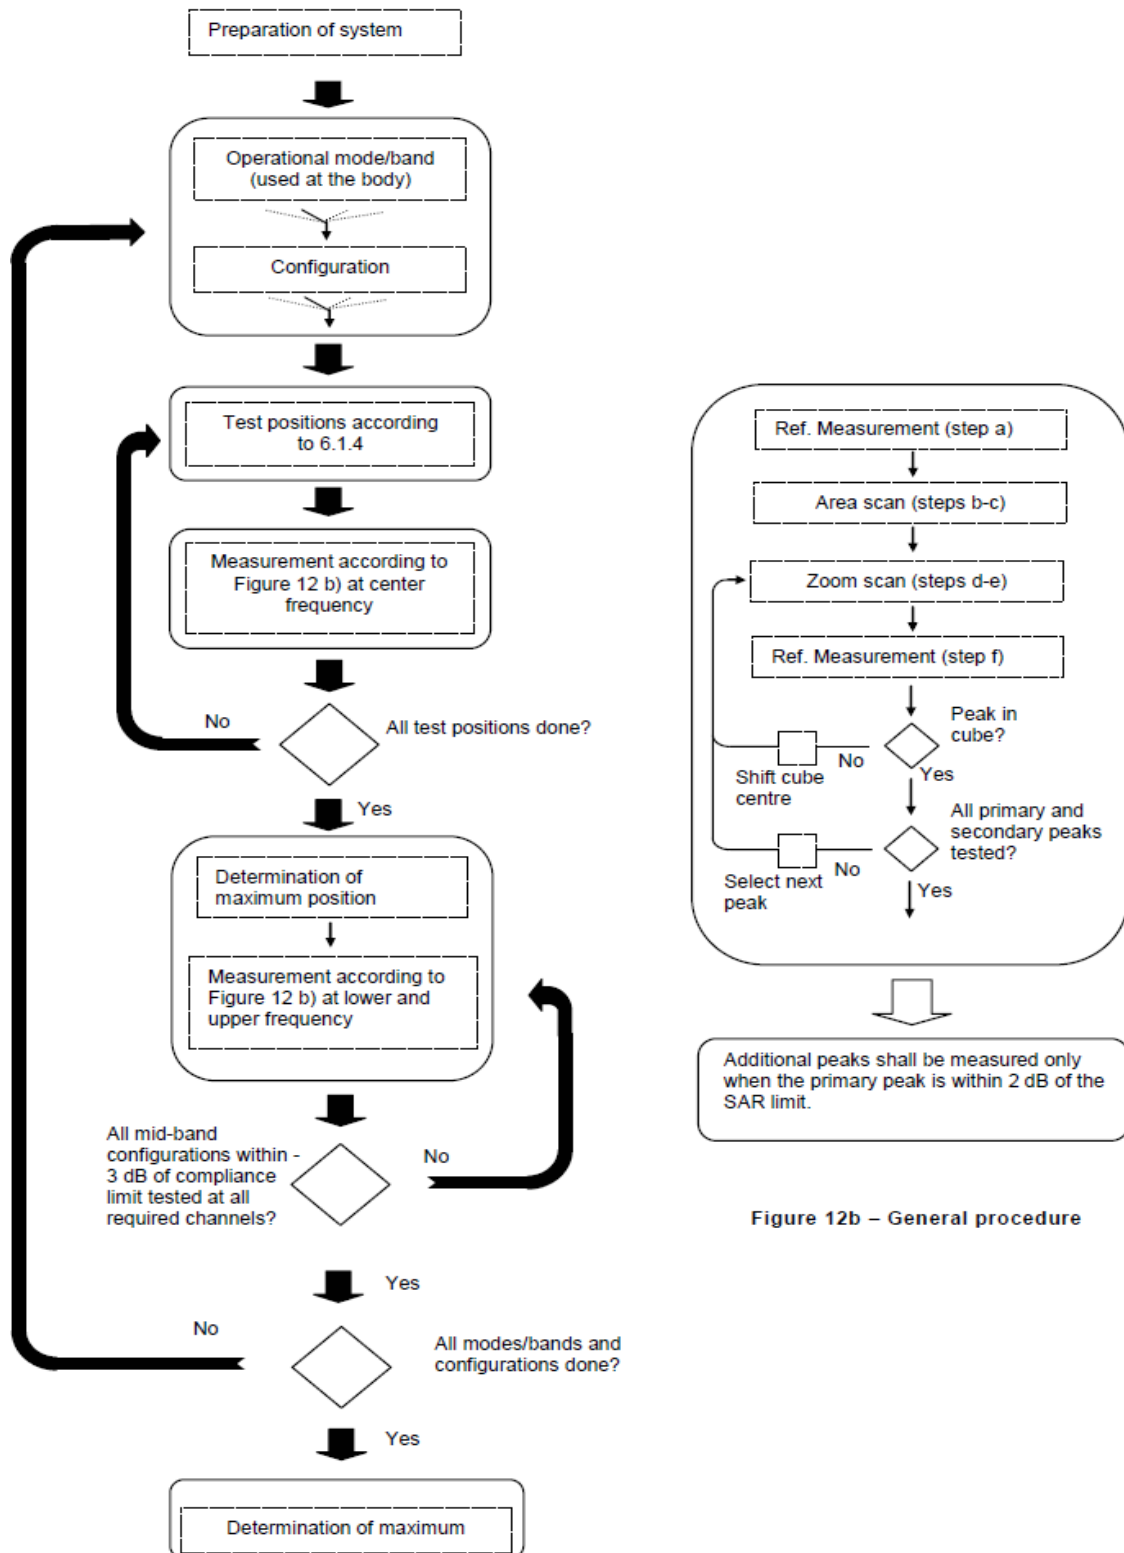 Preparation of system
Operational mode/band
(used at the body)
Configuration
Test positions according
to 6.1.4
Measurement according to
Figure 12 b) at center
frequency
No
All test positions done?
Yes
Determination of
maximum position
Measurement according to
Figure 12 b) at lower and
upper frequency
All mid-band
configurations within -
3 dB of compliance
limit tested at all
required channels?
No
Yes
No
All modes/bands and
configurations done?
Yes
Determination of maximum
Ref. Measurement (step a)
Area scan (steps b-c)
Zoom scan (steps d-e)
Ref. Measurement (step f)
Peak in
cube?
No
Shift cube
centre
Yes
All primary and
secondary peaks
tested?
No
Select next
peak
Yes
Additional peaks shall be measured only
when the primary peak is within 2 dB of the
SAR limit.
Figure 12b – General procedure